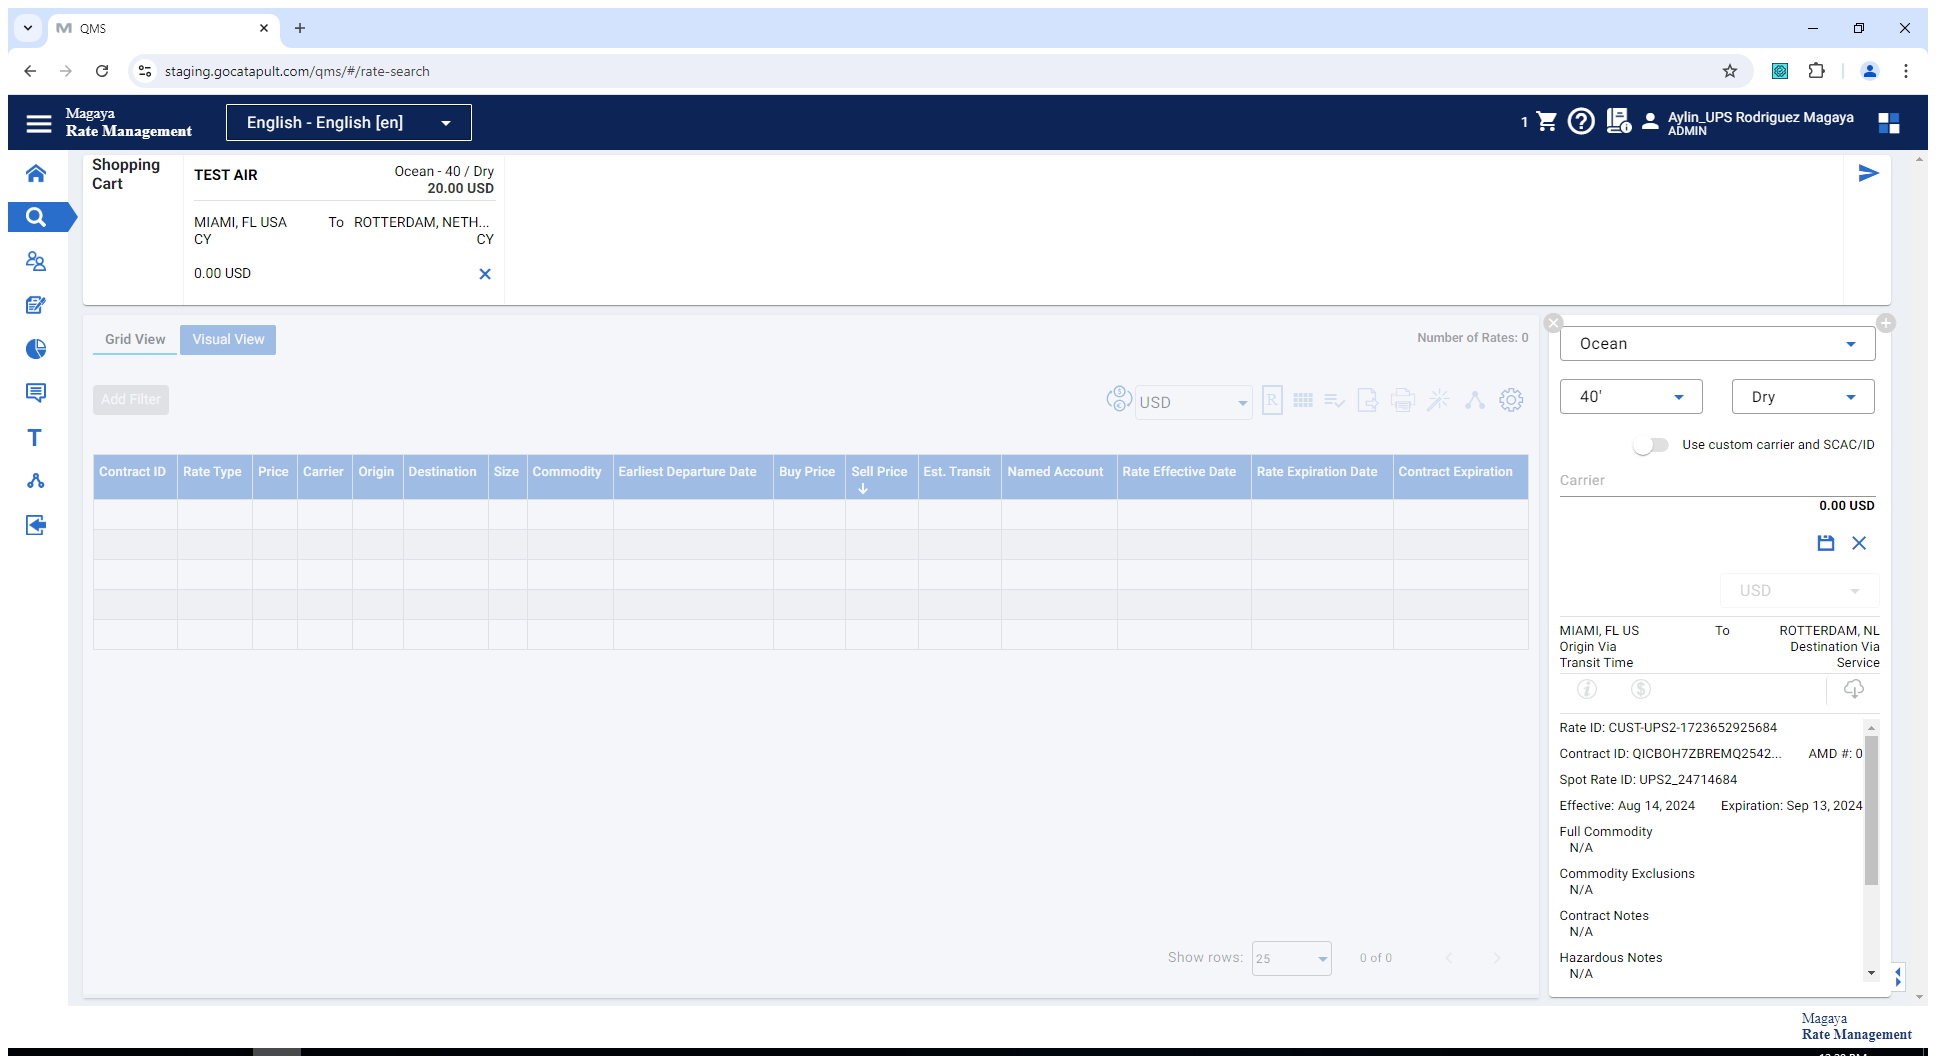 QMS
staging.gocatapult.com/qms/#/rate-search
Magaya
Rate Management
English - English [en]
1
Aylin_UPS Rodriguez Magaya
ADMIN
Shopping
Cart
TEST AIR
Ocean - 40 / Dry
20.00 USD
MIAMI, FL USA To ROTTERDAM, NETH...
CY CY
0.00 USD
Grid View Visual View
Number of Rates: 0
Add Filter
USD
R
Contract ID Rate Type Price Carrier Origin Destination Size Commodity Earliest Departure Date Buy Price Sell Price Est. Transit Named Account Rate Effective Date Rate Expiration Date Contract Expiration
Show rows: 25 0 of 0
Ocean
40' Dry
Use custom carrier and SCAC/ID
Carrier
0.00 USD
USD
MIAMI, FL US To ROTTERDAM, NL
Origin Via Destination Via
Transit Time Service
Rate ID: CUST-UPS2-1723652925684
Contract ID: QICBOH7ZBREMQ2542... AMD #: 0
Spot Rate ID: UPS2_24714684
Effective: Aug 14, 2024 Expiration: Sep 13, 2024
Full Commodity
N/A
Commodity Exclusions
N/A
Contract Notes
N/A
Hazardous Notes
N/A
Magaya
Rate Management